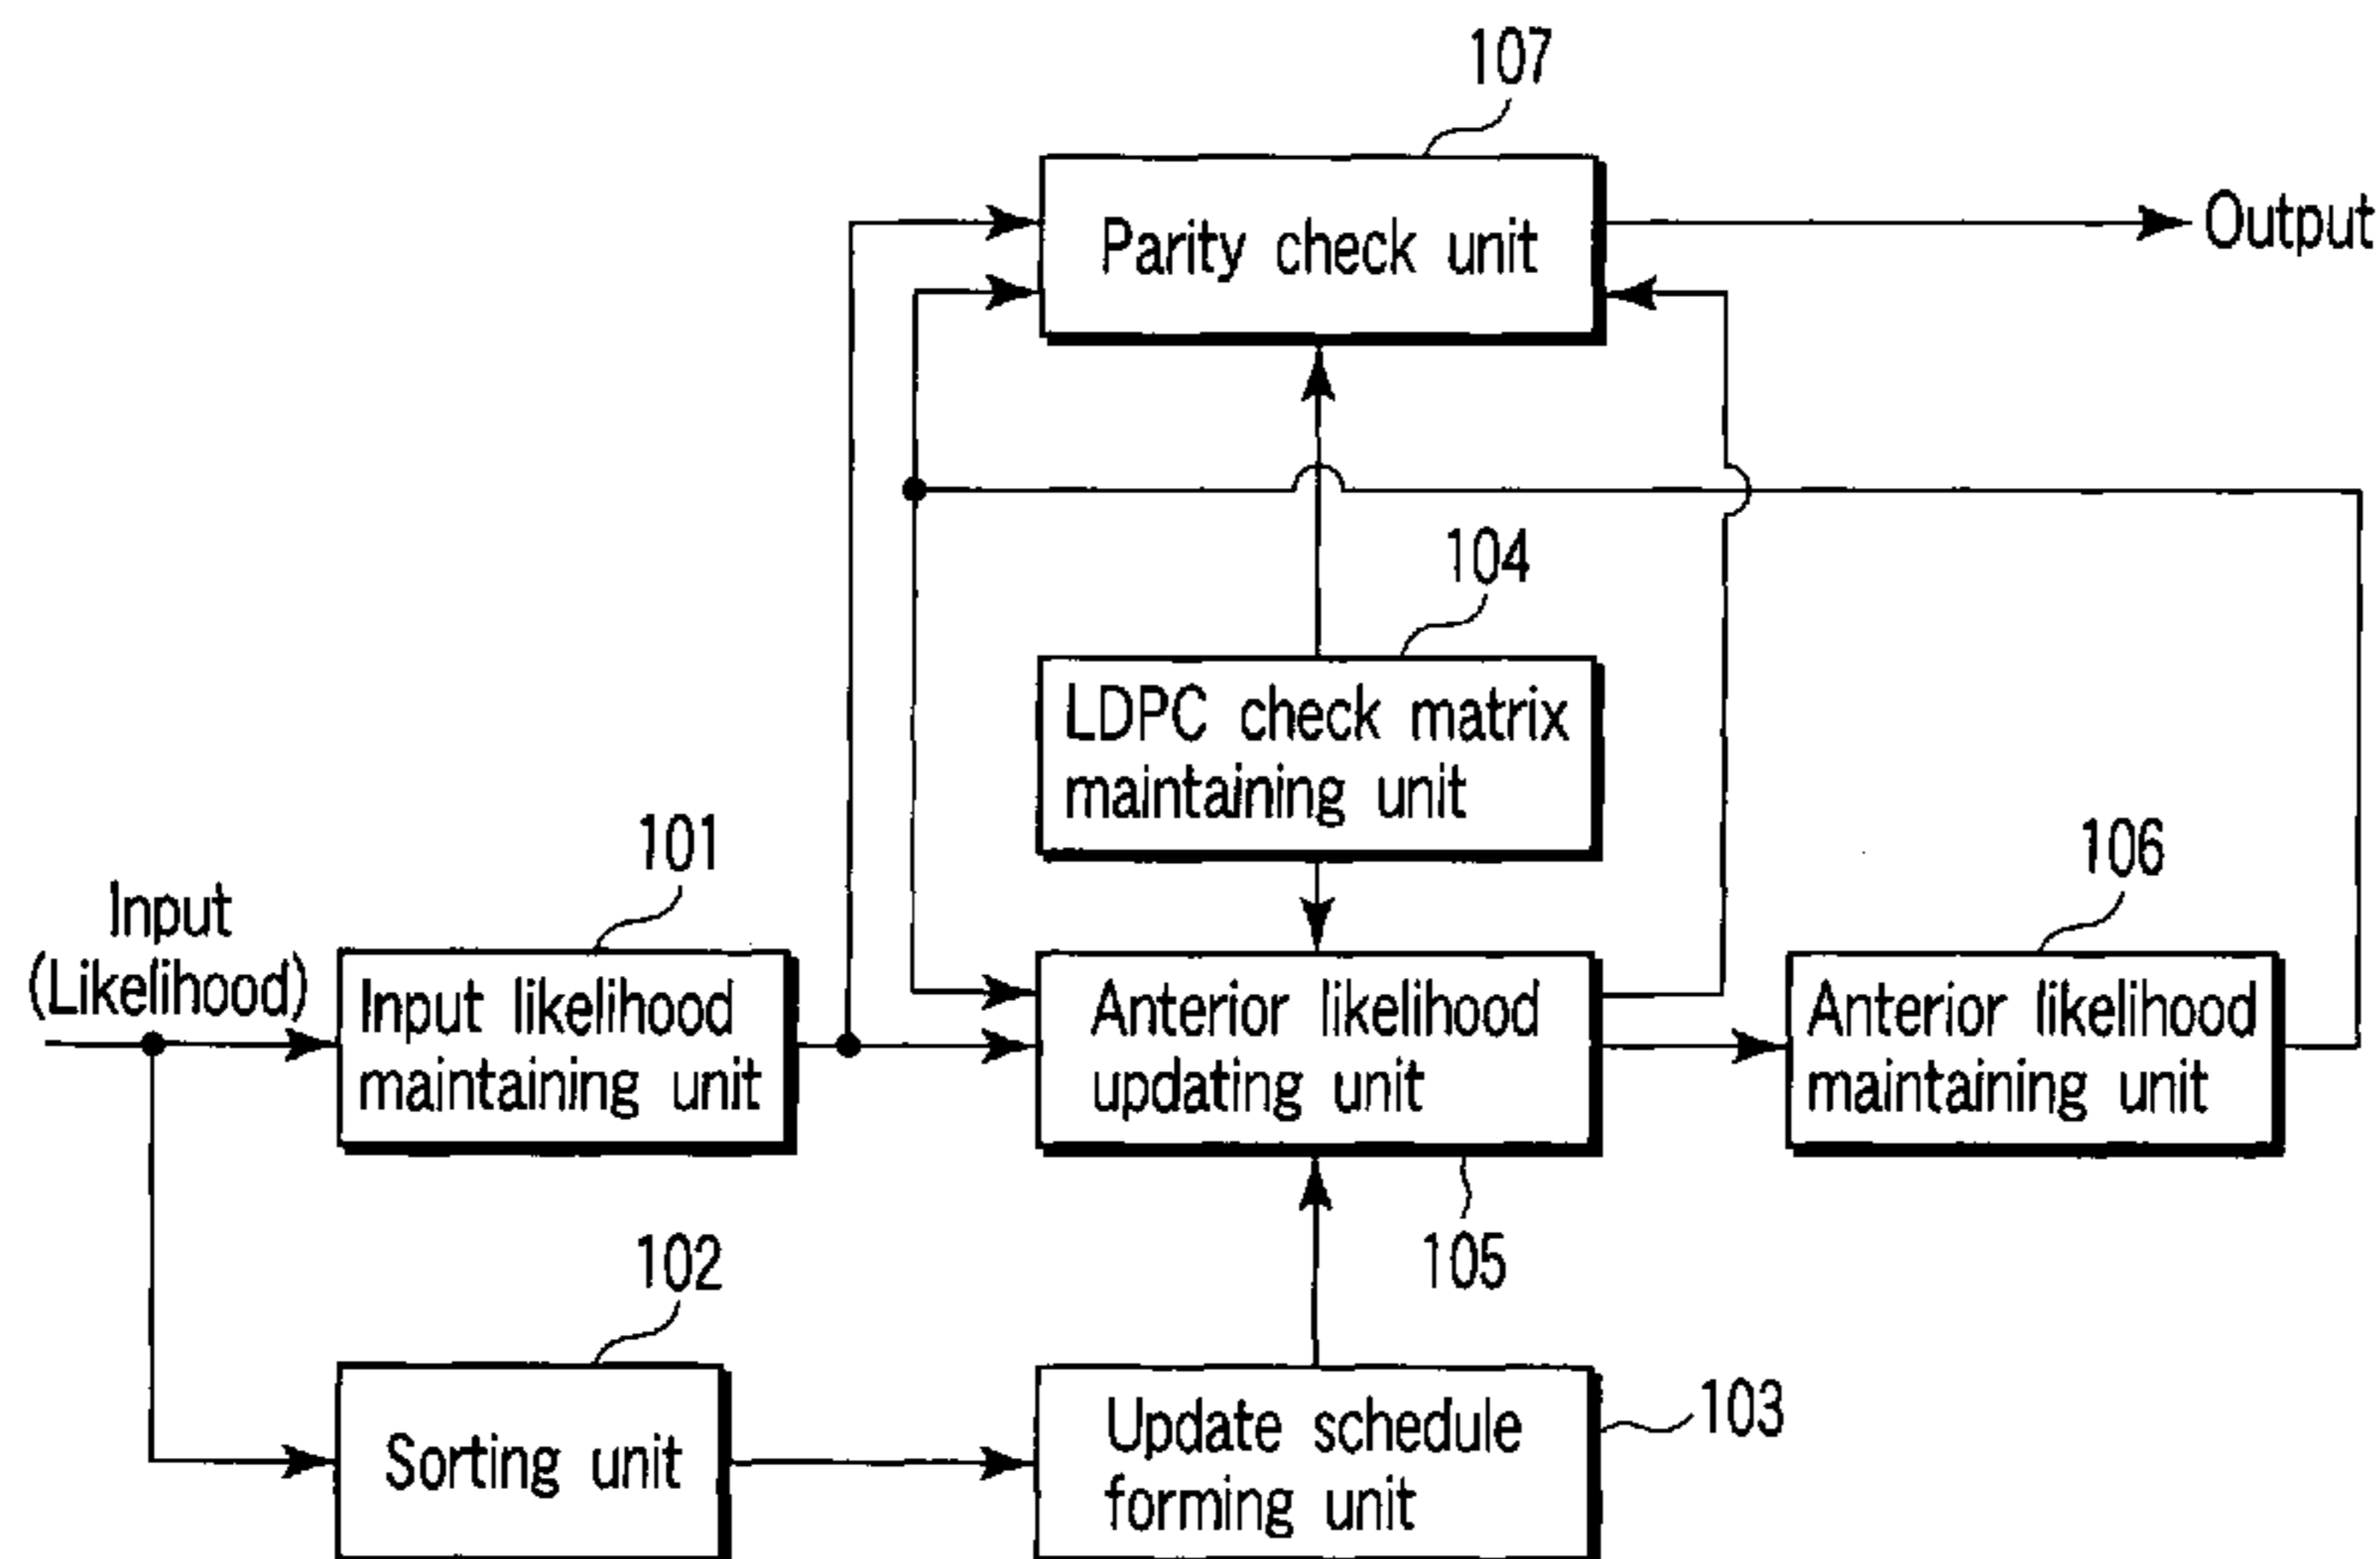 107
Parity check unit
Output
104
LDPC check matrix
maintaining unit
101
106
Input
(Likelihood)
Input likelihood
maintaining unit
Anterior likelihood
updating unit
Anterior likelihood
maintaining unit
102
105
Sorting unit
Update schedule
forming unit
103